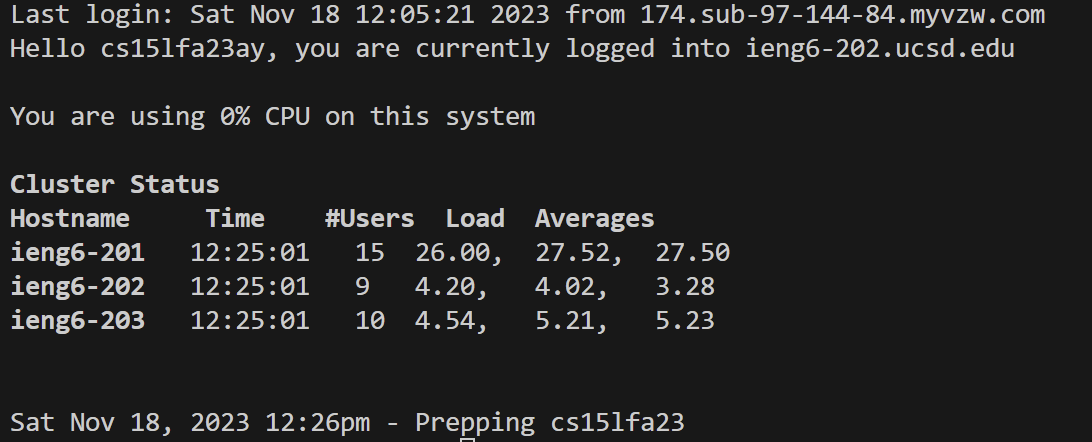 Last login: Sat Nov 18 12:05:21 2023 from 174.sub-97-144-84.myvzw.com
Hello cs15lfa23ay, you are currently logged into ieng6-202.ucsd.edu
You are using 0% CPU on this system
Cluster Status
Hostname Time #Users Load Averages
ieng6-201 12:25:01 15 26.00, 27.52, 27.50
ieng6-202 12:25:01 9 4.20, 4.02, 3.28
ieng6-203 12:25:01 10 4.54, 5.21, 5.23
Sat Nov 18, 2023 12:26pm - Prepping cs15lfa23